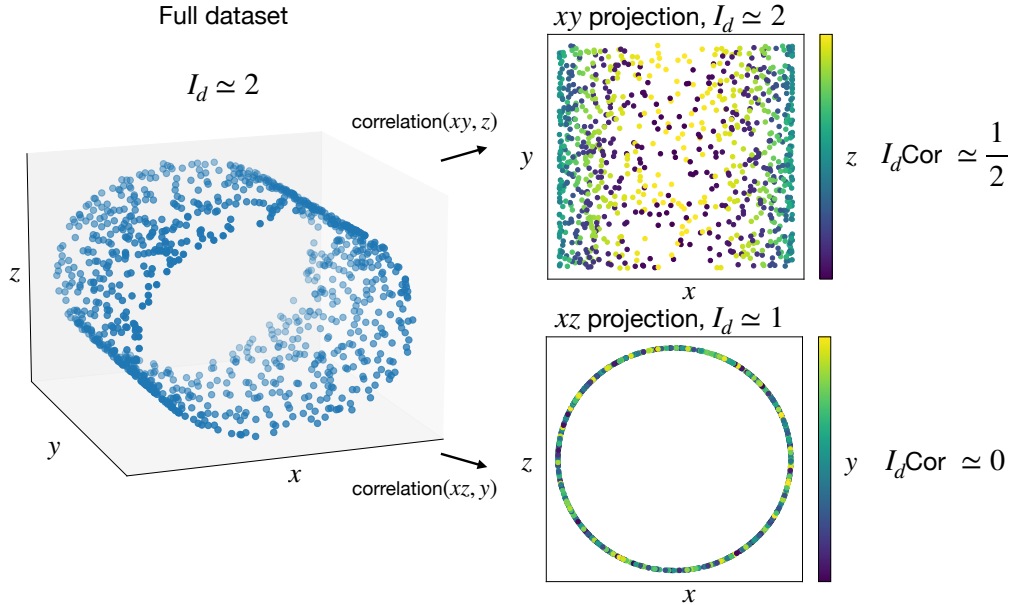 Full dataset
I_d ≃ 2
z
y
x
correlation(xy, z)
correlation(xz, y)
xy projection, I_d ≃ 2
y
x
z
I_dCor ≃ 1/2
xz projection, I_d ≃ 1
z
x
y
I_dCor ≃ 0